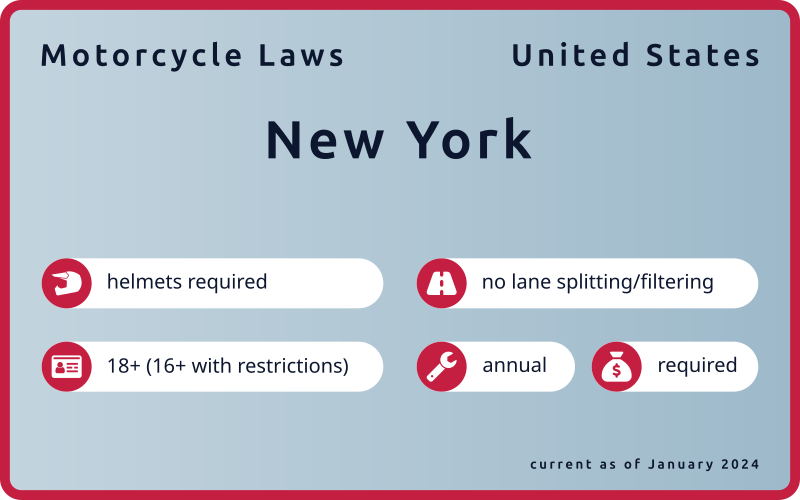 Motorcycle Laws
United States
New York
helmets required
no lane splitting/filtering
18+ (16+ with restrictions)
annual
required
current as of January 2024